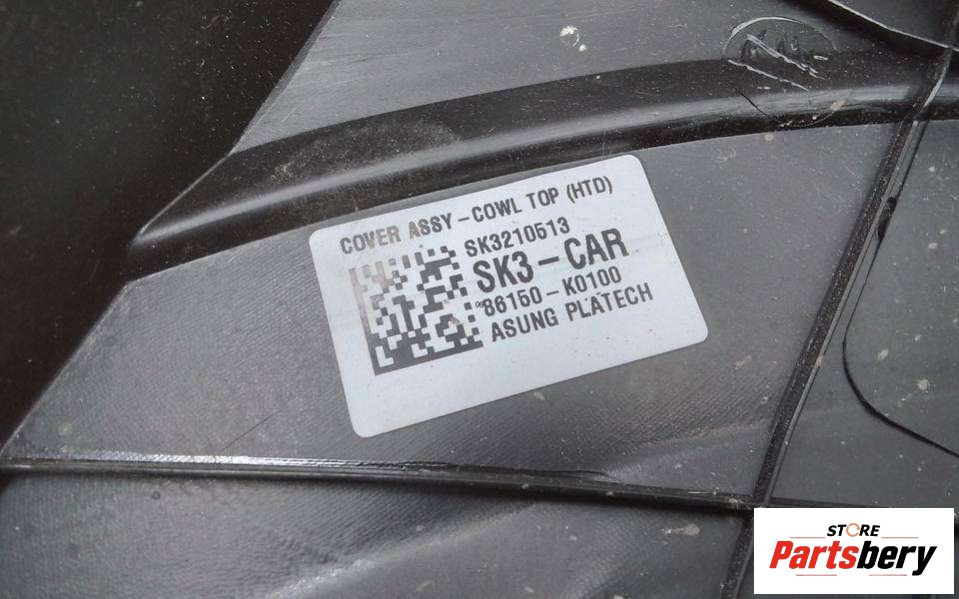 COVER ASSY-COWL TOP (HTD)
SK3210513
SK3-CAR
86150-K0100
ASUNG PLATECH
STORE
Partsbery